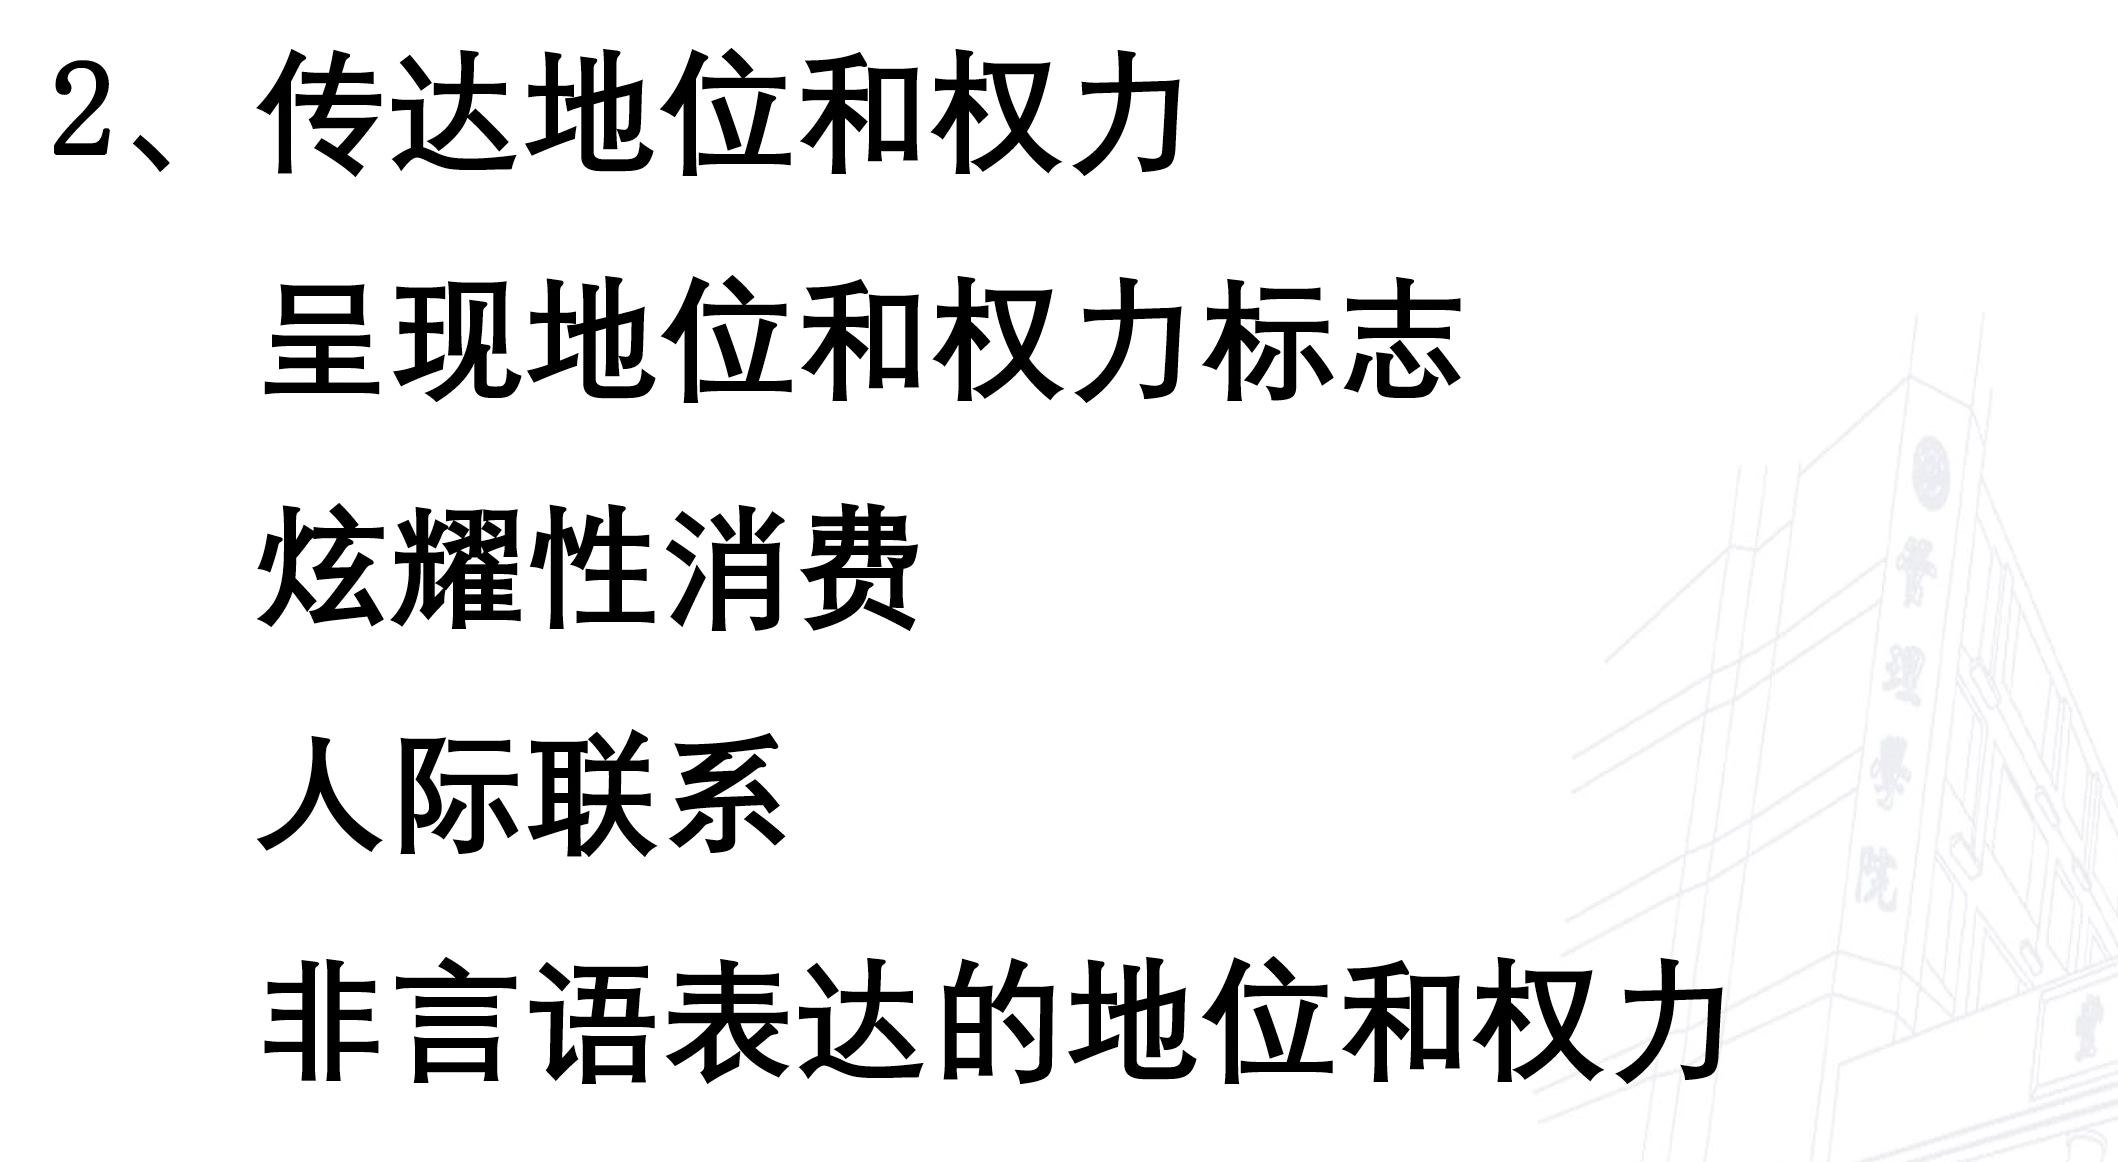 2、传达地位和权力
呈现地位和权力标志
炫耀性消费
人际联系
非言语表达的地位和权力
管理學院